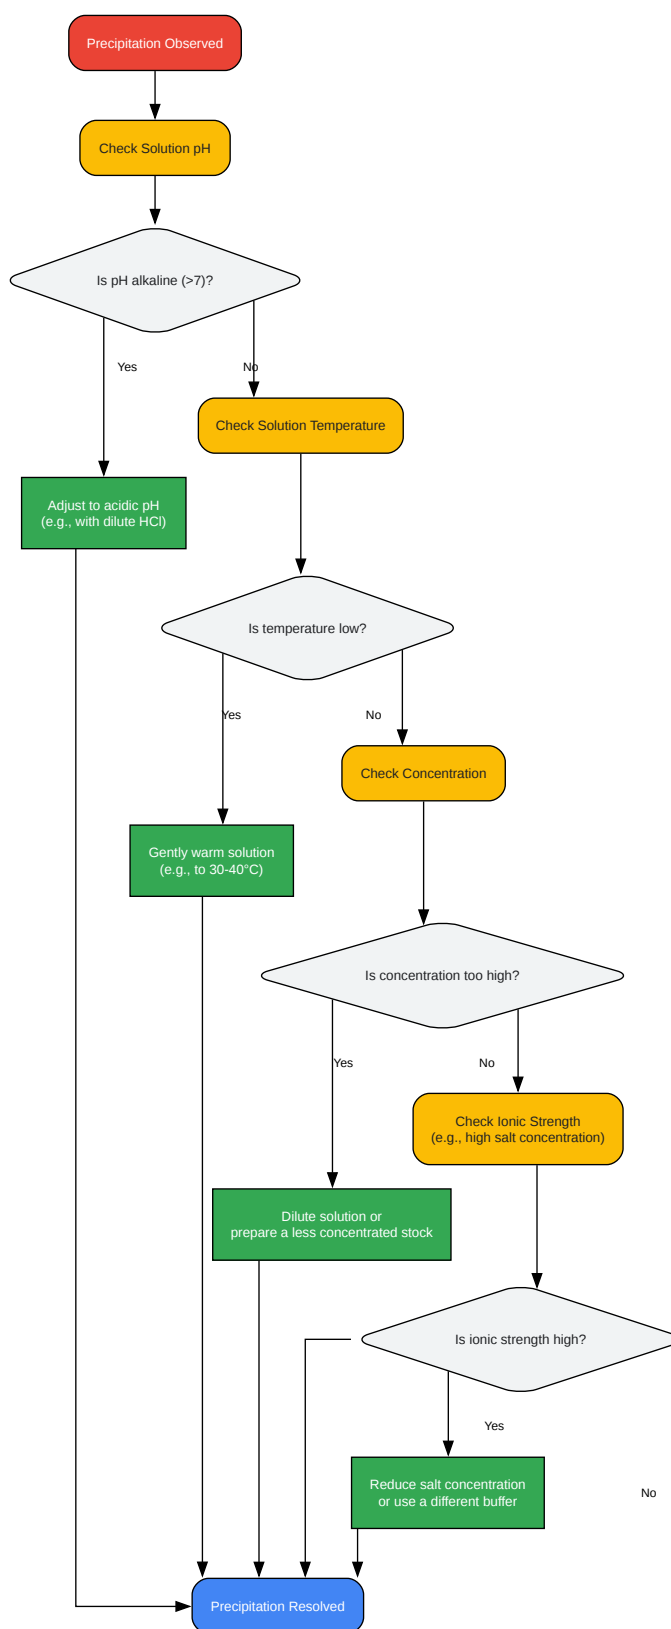 Precipitation Observed
Check Solution pH
Is pH alkaline (>7)?
Yes
No
Check Solution Temperature
Adjust to acidic pH
(e.g., with dilute HCl)
Is temperature low?
Yes
No
Check Concentration
Gently warm solution
(e.g., to 30-40°C)
Is concentration too high?
Yes
No
Check Ionic Strength
(e.g., high salt concentration)
Dilute solution or
prepare a less concentrated stock
Is ionic strength high?
Yes
Reduce salt concentration
or use a different buffer
No
Precipitation Resolved